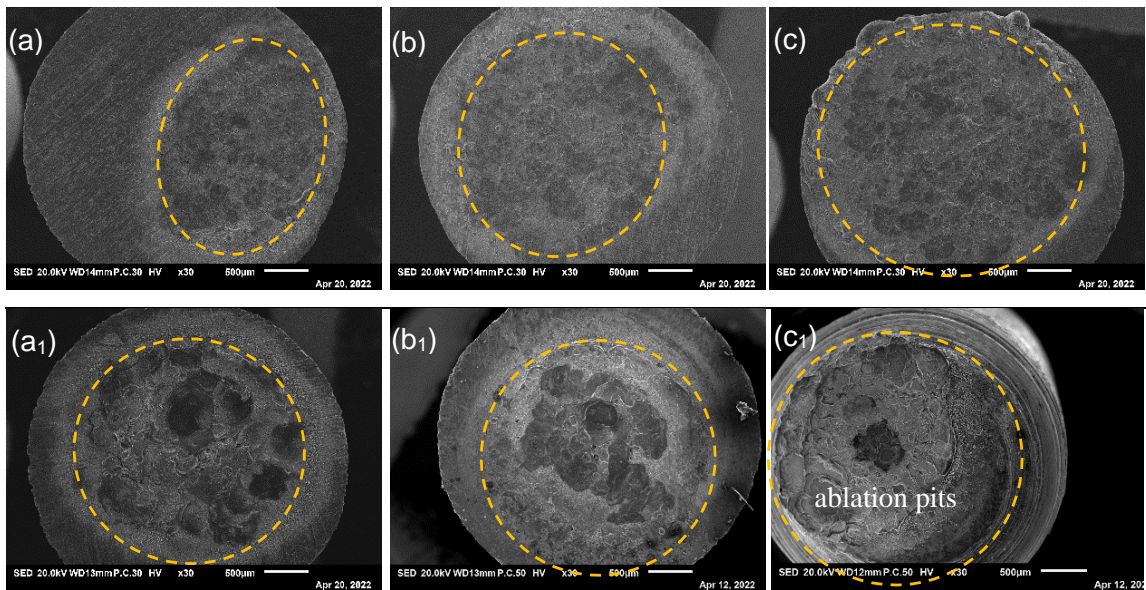 (a)
(b)
(c)
SED 20.0kV WD14mm P.C.30 HV x30 500µm
Apr 20, 2022
SED 20.0kV WD14mm P.C.30 HV x30 500µm
Apr 20, 2022
SED 20.0kV WD14mm P.C.30 HV x30 500µm
Apr 20, 2022
(a₁)
(b₁)
(c₁)
ablation pits
SED 20.0kV WD13mm P.C.30 HV x30 500µm
Apr 20, 2022
SED 20.0kV WD13mm P.C.50 HV x30 500µm
Apr 12, 2022
SED 20.0kV WD12mm P.C.50 HV x30 500µm
Apr 12, 202